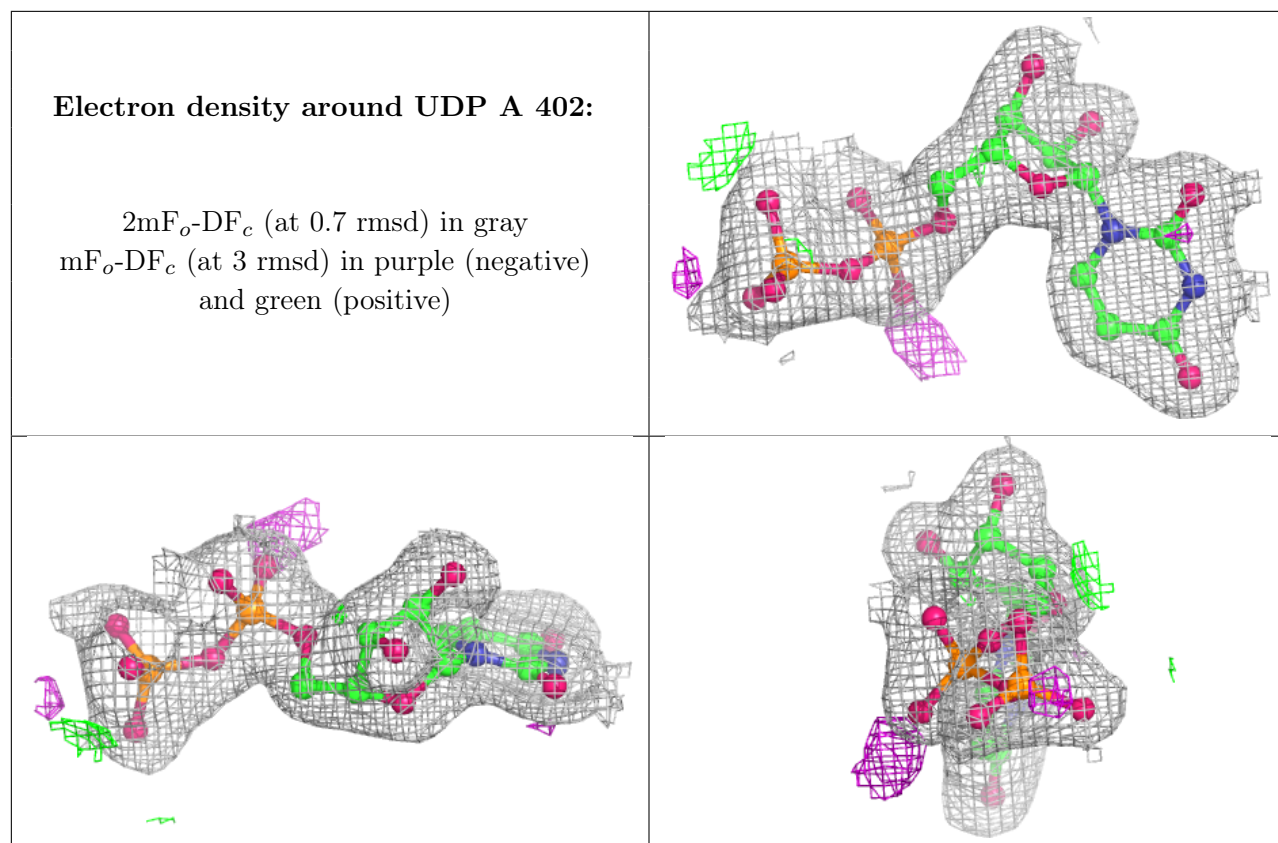 Electron density around UDP A 402:
2mFo-DFc (at 0.7 rmsd) in gray
mFo-DFc (at 3 rmsd) in purple (negative)
and green (positive)